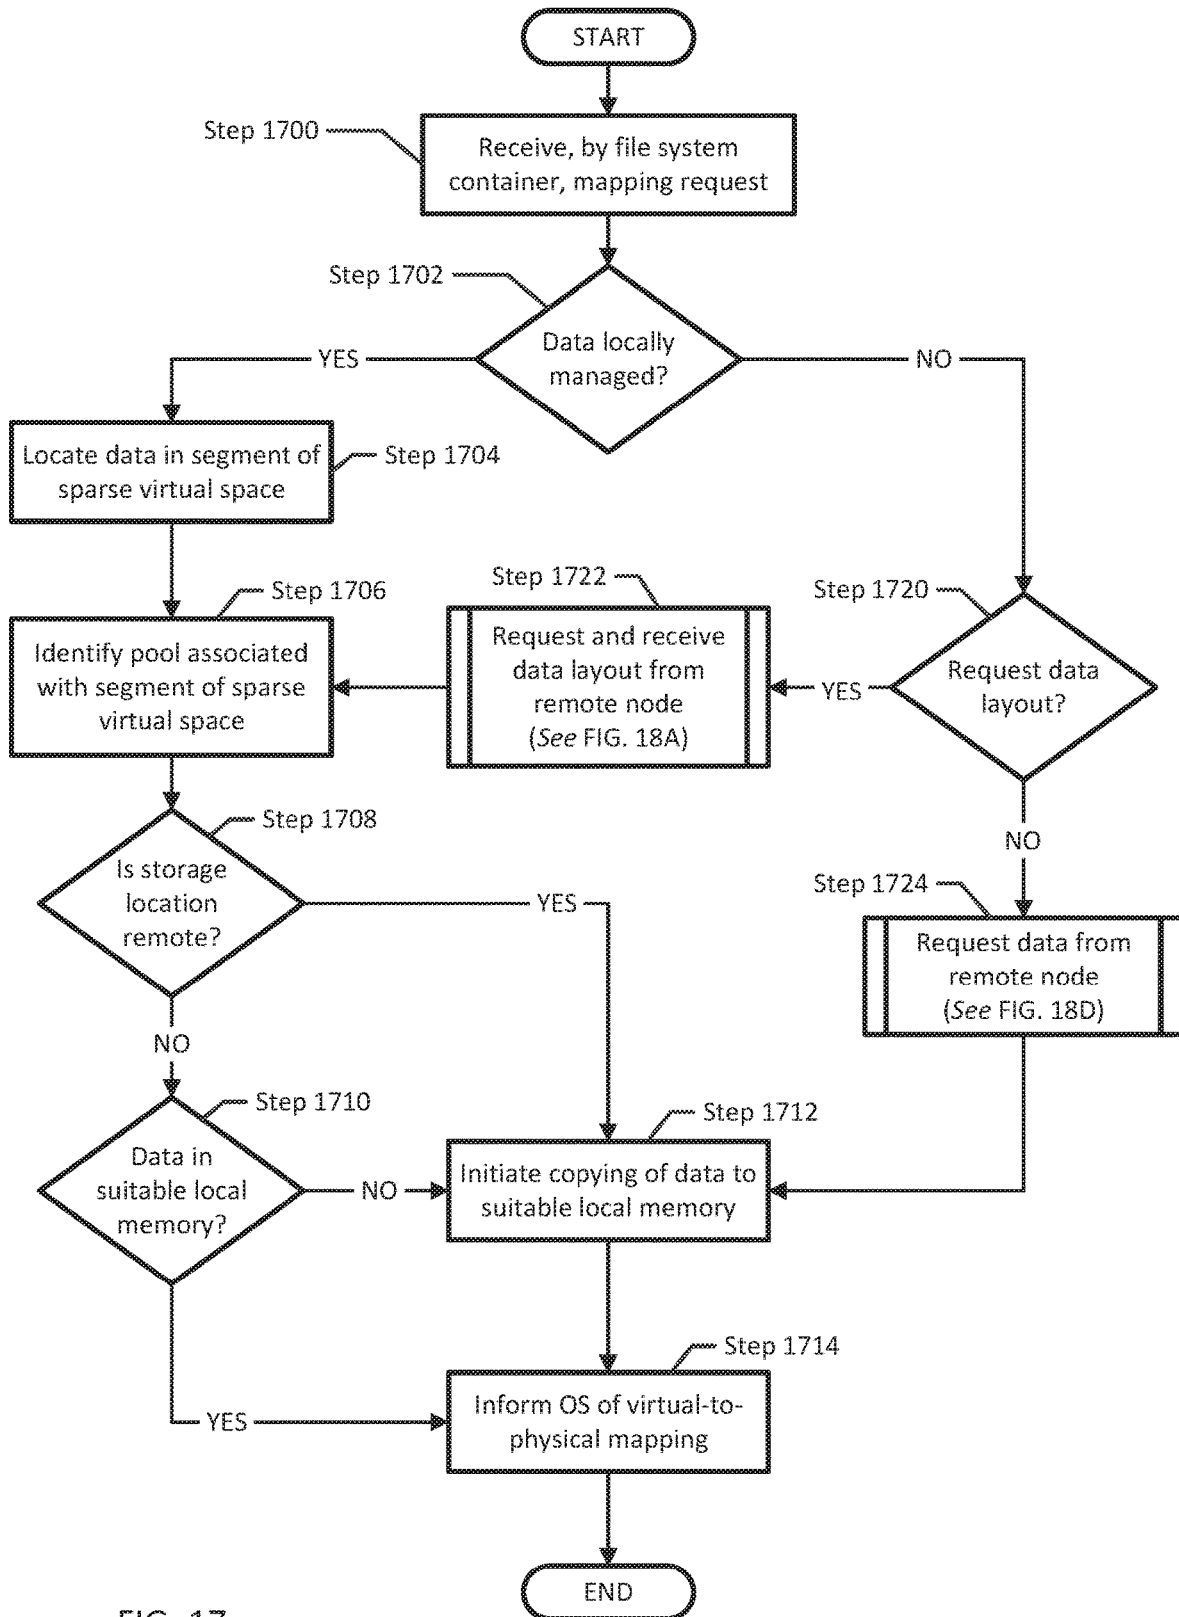 START
Step 1700
Receive, by file system
container, mapping request
Step 1702
Data locally
managed?
YES
NO
Locate data in segment of
sparse virtual space
Step 1704
Step 1706
Identify pool associated
with segment of sparse
virtual space
Step 1722
Request and receive
data layout from
remote node
(See FIG. 18A)
YES
Step 1720
Request data
layout?
NO
Step 1708
Is storage
location
remote?
YES
NO
Step 1724
Request data from
remote node
(See FIG. 18D)
Step 1710
Data in
suitable local
memory?
NO
YES
Step 1712
Initiate copying of data to
suitable local memory
Step 1714
Inform OS of virtual-to-
physical mapping
END
FIG. 17